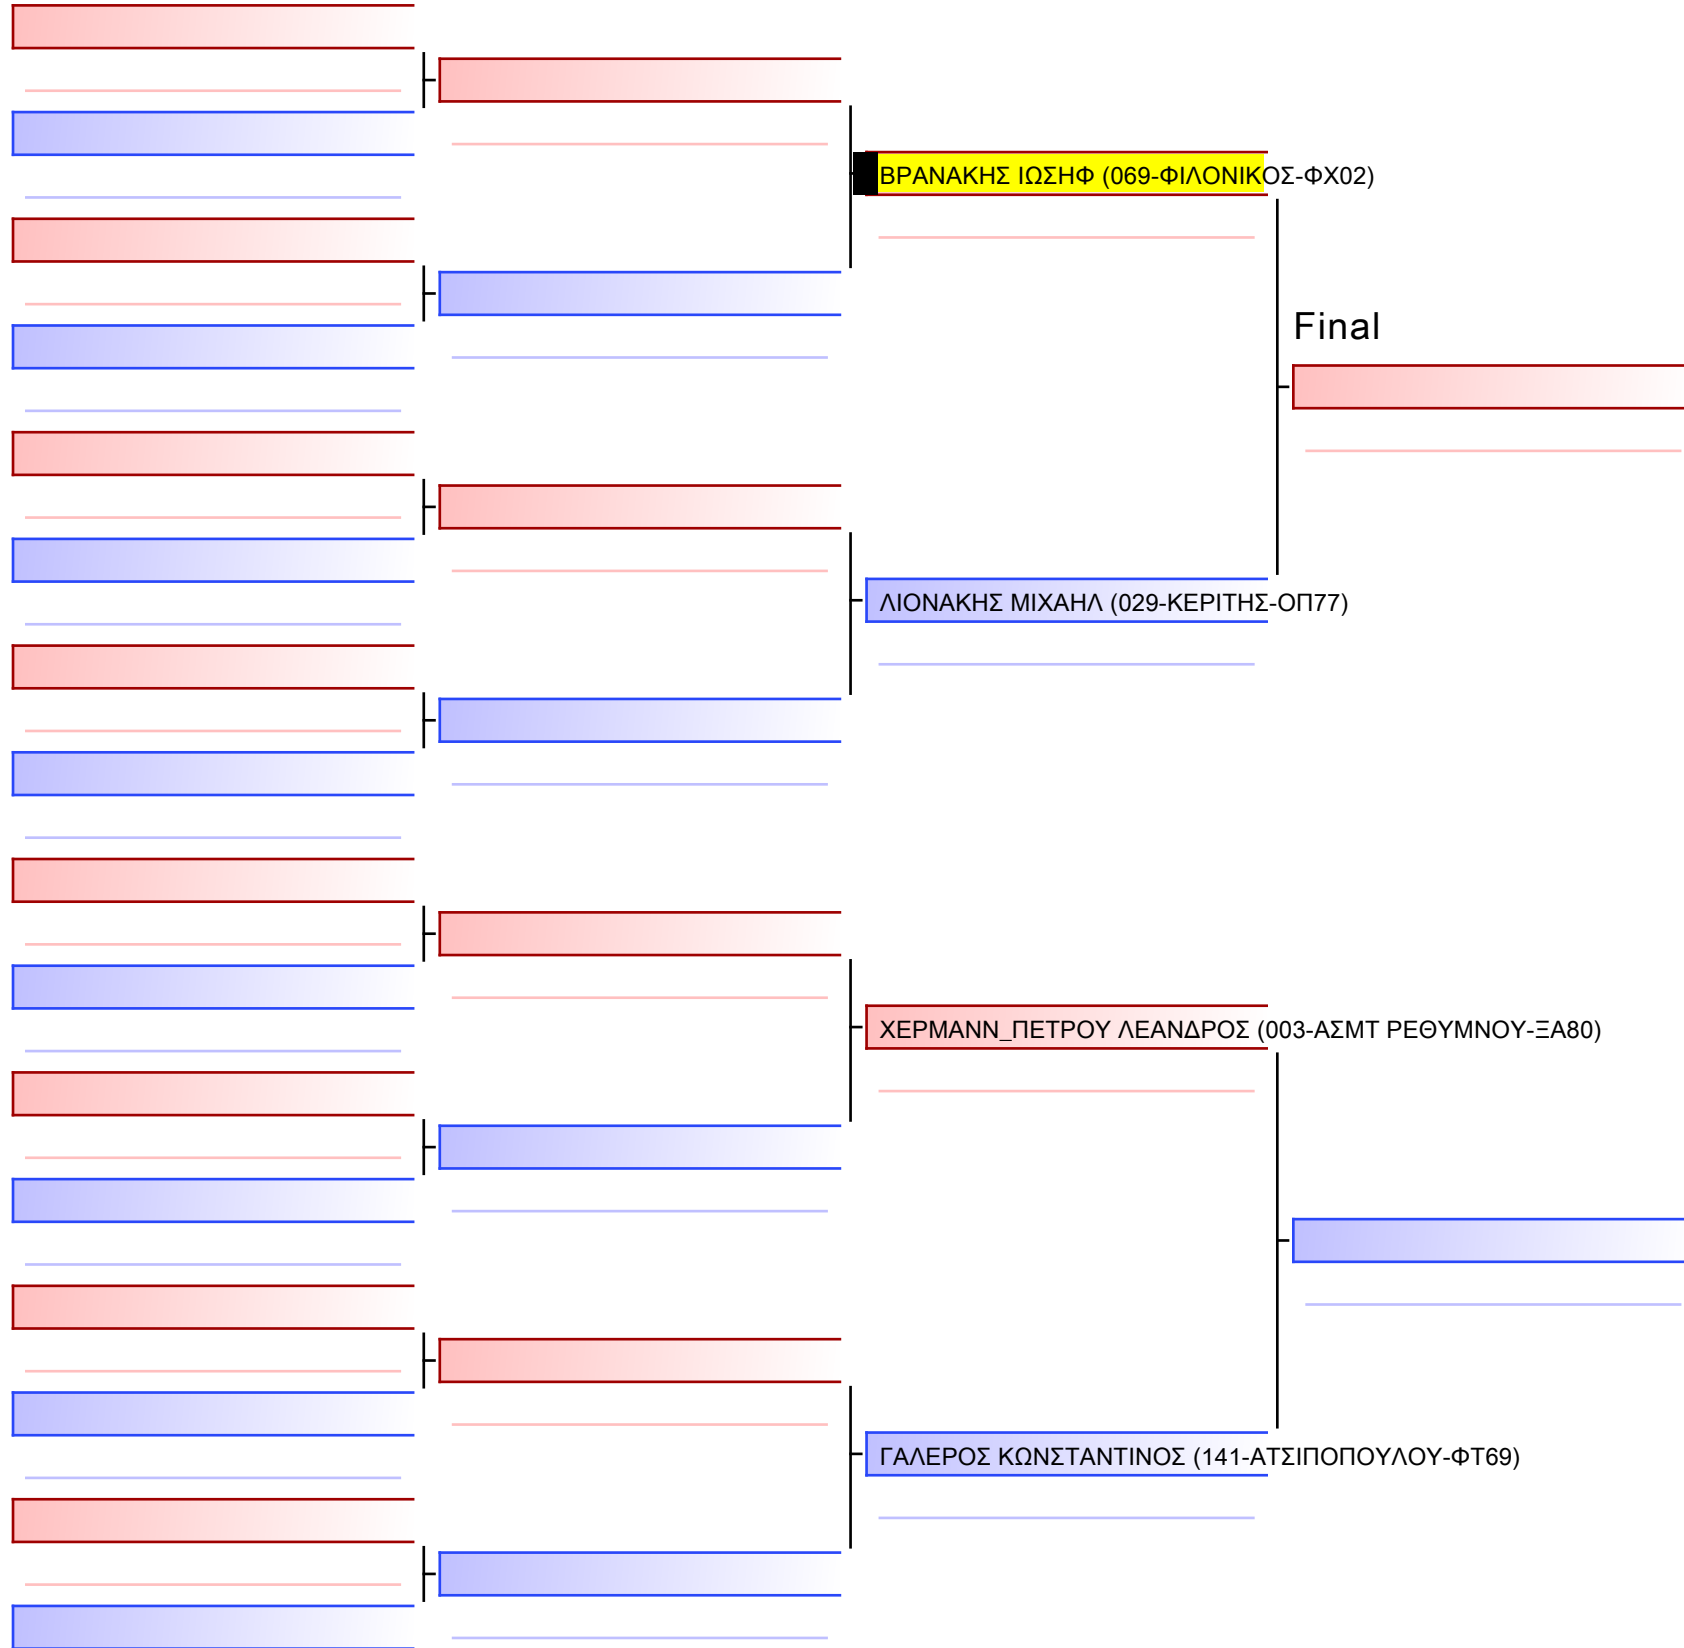 ΒΡΑΝΑΚΗΣ ΙΩΣΗΦ (069-ΦΙΛΟΝΙΚΟΣ-ΦΧ02)
Final
ΛΙΟΝΑΚΗΣ ΜΙΧΑΗΛ (029-ΚΕΡΙΤΗΣ-ΟΠ77)
ΧΕΡΜΑΝΝ_ΠΕΤΡΟΥ ΛΕΑΝΔΡΟΣ (003-ΑΣΜΤ ΡΕΘΥΜΝΟΥ-ΞΑ80)
ΓΑΛΕΡΟΣ ΚΩΝΣΤΑΝΤΙΝΟΣ (141-ΑΤΣΙΠΟΠΟΥΛΟΥ-ΦΤ69)